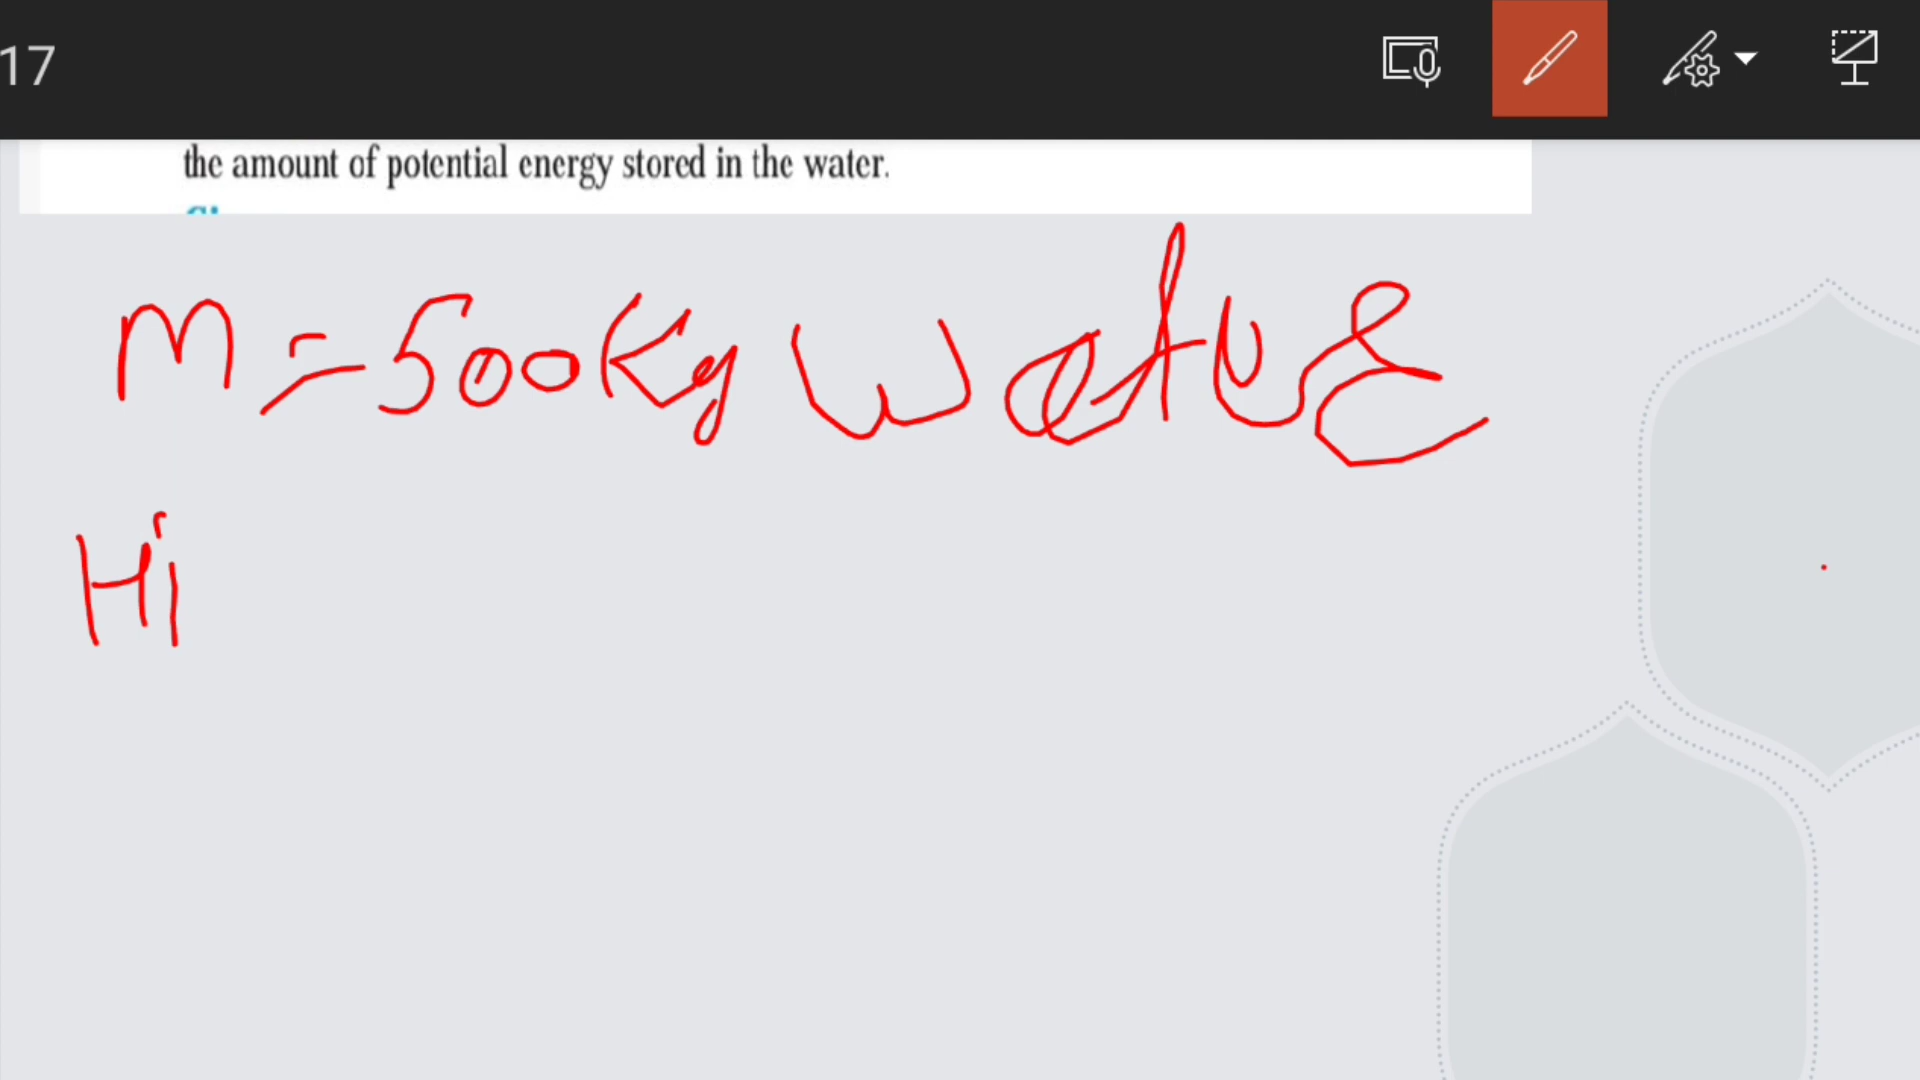 17
the amount of potential energy stored in the water.
M = 500Kg Water
Hi